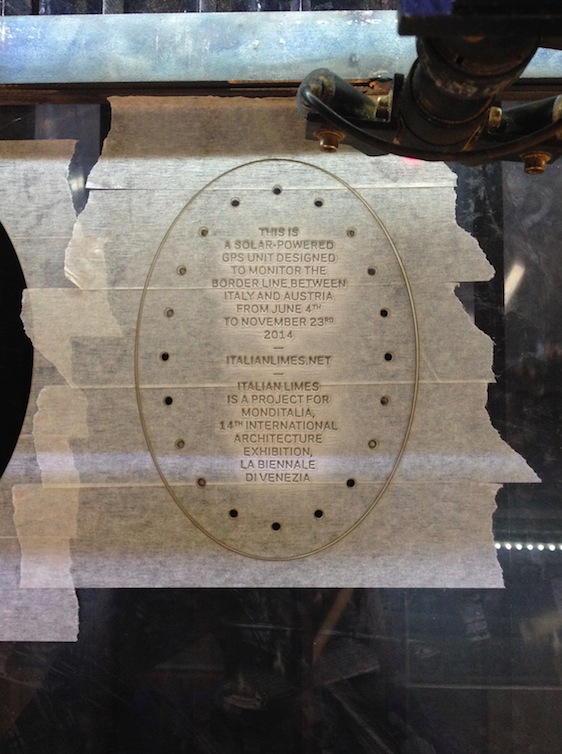 THIS IS
A SOLAR-POWERED
GPS UNIT DESIGNED
TO MONITOR THE
BORDER LINE BETWEEN
ITALY AND AUSTRIA
FROM JUNE 4TH
TO NOVEMBER 23RD
2014
—
ITALIANLIMES.NET
—
ITALIAN LIMES
IS A PROJECT FOR
MONDITALIA,
14TH INTERNATIONAL
ARCHITECTURE
EXHIBITION,
LA BIENNALE
DI VENEZIA